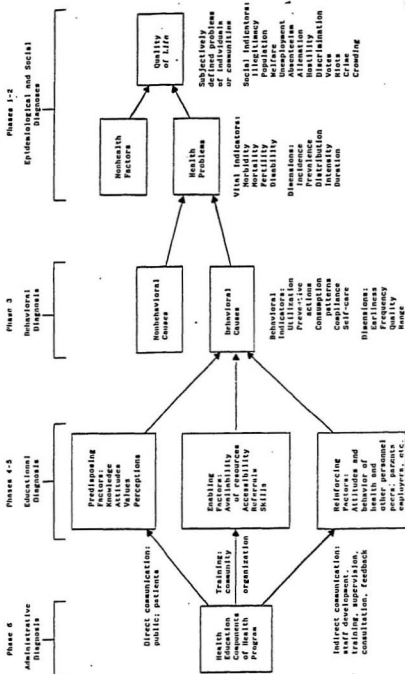 Phase 6
Administrative
Diagnosis
Phases 4-5
Educational
Diagnosis
Phase 3
Behavioral
Diagnosis
Phases 1-2
Epidemiological and Social
Diagnoses
Health
Education
Components
of Health
Program
Direct communication:
public; patients
Training:
community
organization
Indirect communication:
staff development,
training, supervision,
consultation, feedback
Predisposing
Factors:
Knowledge
Attitudes
Values
Perceptions
Enabling
Factors:
Availability
of resources
Accessibility
Referrals
Skills
Reinforcing
Factors:
Attitudes and
behavior of
health and
other personnel
peers, parents
employers, etc.
Nonbehavioral
Causes
Behavioral
Causes
Behavioral
Indicators:
Utilization
Preventive
actions
Consumption
patterns
Compliance
Self-care
Dimensions:
Earliness
Frequency
Quality
Range
Nonhealth
Factors
Health
Problems
Vital Indicators:
Morbidity
Mortality
Fertility
Disability
Dimensions:
Incidence
Prevalence
Distribution
Intensity
Duration
Quality
of Life
Subjectively
defined problems
of individuals
or communities
Social Indicators:
Illegitimacy
Population
Welfare
Unemployment
Absenteeism
Alienation
Hostility
Discrimination
Votes
Riots
Crime
Crowding